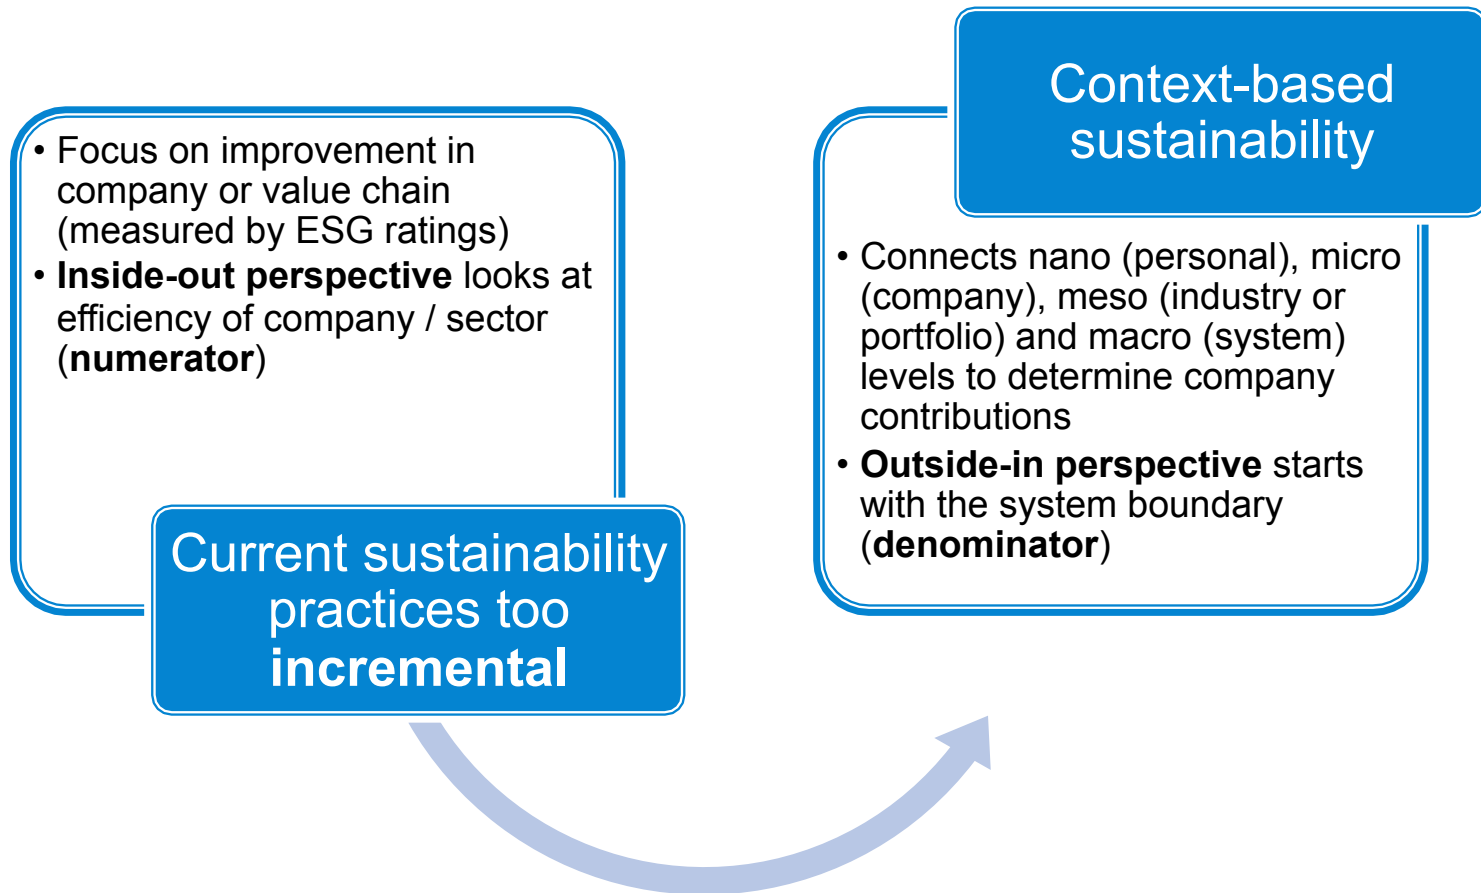 • Focus on improvement in
company or value chain
(measured by ESG ratings)
• Inside-out perspective looks at
efficiency of company / sector
(numerator)
Current sustainability
practices too
incremental
Context-based
sustainability
• Connects nano (personal), micro
(company), meso (industry or
portfolio) and macro (system)
levels to determine company
contributions
• Outside-in perspective starts
with the system boundary
(denominator)